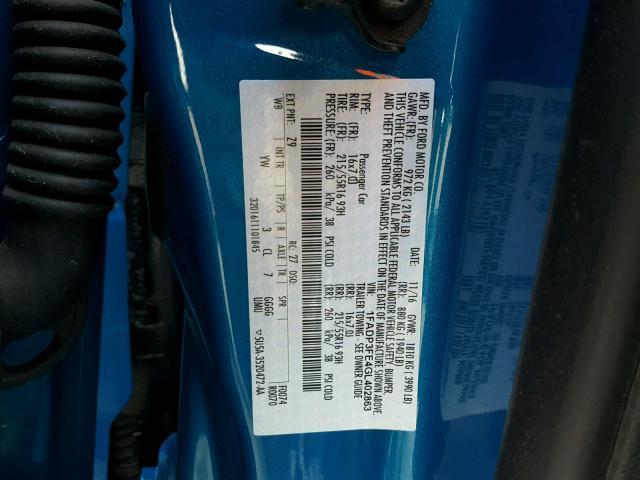 MFD. BY FORD MOTOR CO.
DATE: 11/16 GVWR: 1810 KG ( 3990 LB)
GAWR: (FR): 972 KG ( 2143 LB) (RR): 880 KG ( 1940 LB)
THIS VEHICLE CONFORMS TO ALL APPLICABLE FEDERAL MOTOR VEHICLE SAFETY, BUMPER
AND THEFT PREVENTION STANDARDS IN EFFECT ON THE DATE OF MANUFACTURE SHOWN ABOVE
VIN: 1FADP3FE4GL402863
TYPE: Passenger Car TRAILER TOWING - SEE OWNER GUIDE
RIM: (FR): 16x7.0J (RR): 16x7.0J
TIRE: (FR): 215/55R16 93H (RR): 215/55R16 93H
PRESSURE: (FR): 260 kPa/ 38 PSI COLD (RR): 260 kPa/ 38 PSI COLD
EXT PNT: Z9 RC: 27 DSO: F0074
R0070
WB INT TR TP/PS R AXLE TR SPR
YW 3 CL 7 GGGG UMU
3201611101845 5U5A-3520472-AA